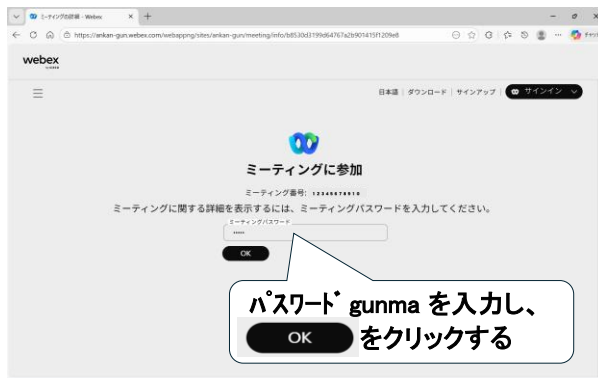 ミーティングの詳細 - Webex
https://ankan-gun.webex.com/webappng/sites/ankan-gun/meeting/info/b8530d3199d64767a2b901415f1209e8
webex
日本語 | ダウンロード | サインアップ | サインイン
ミーティングに参加
ミーティング番号: 12345678910
ミーティングに関する詳細を表示するには、ミーティングパスワードを入力してください。
ミーティングパスワード
•••••
OK
パスワード gunma を入力し、
OK をクリックする